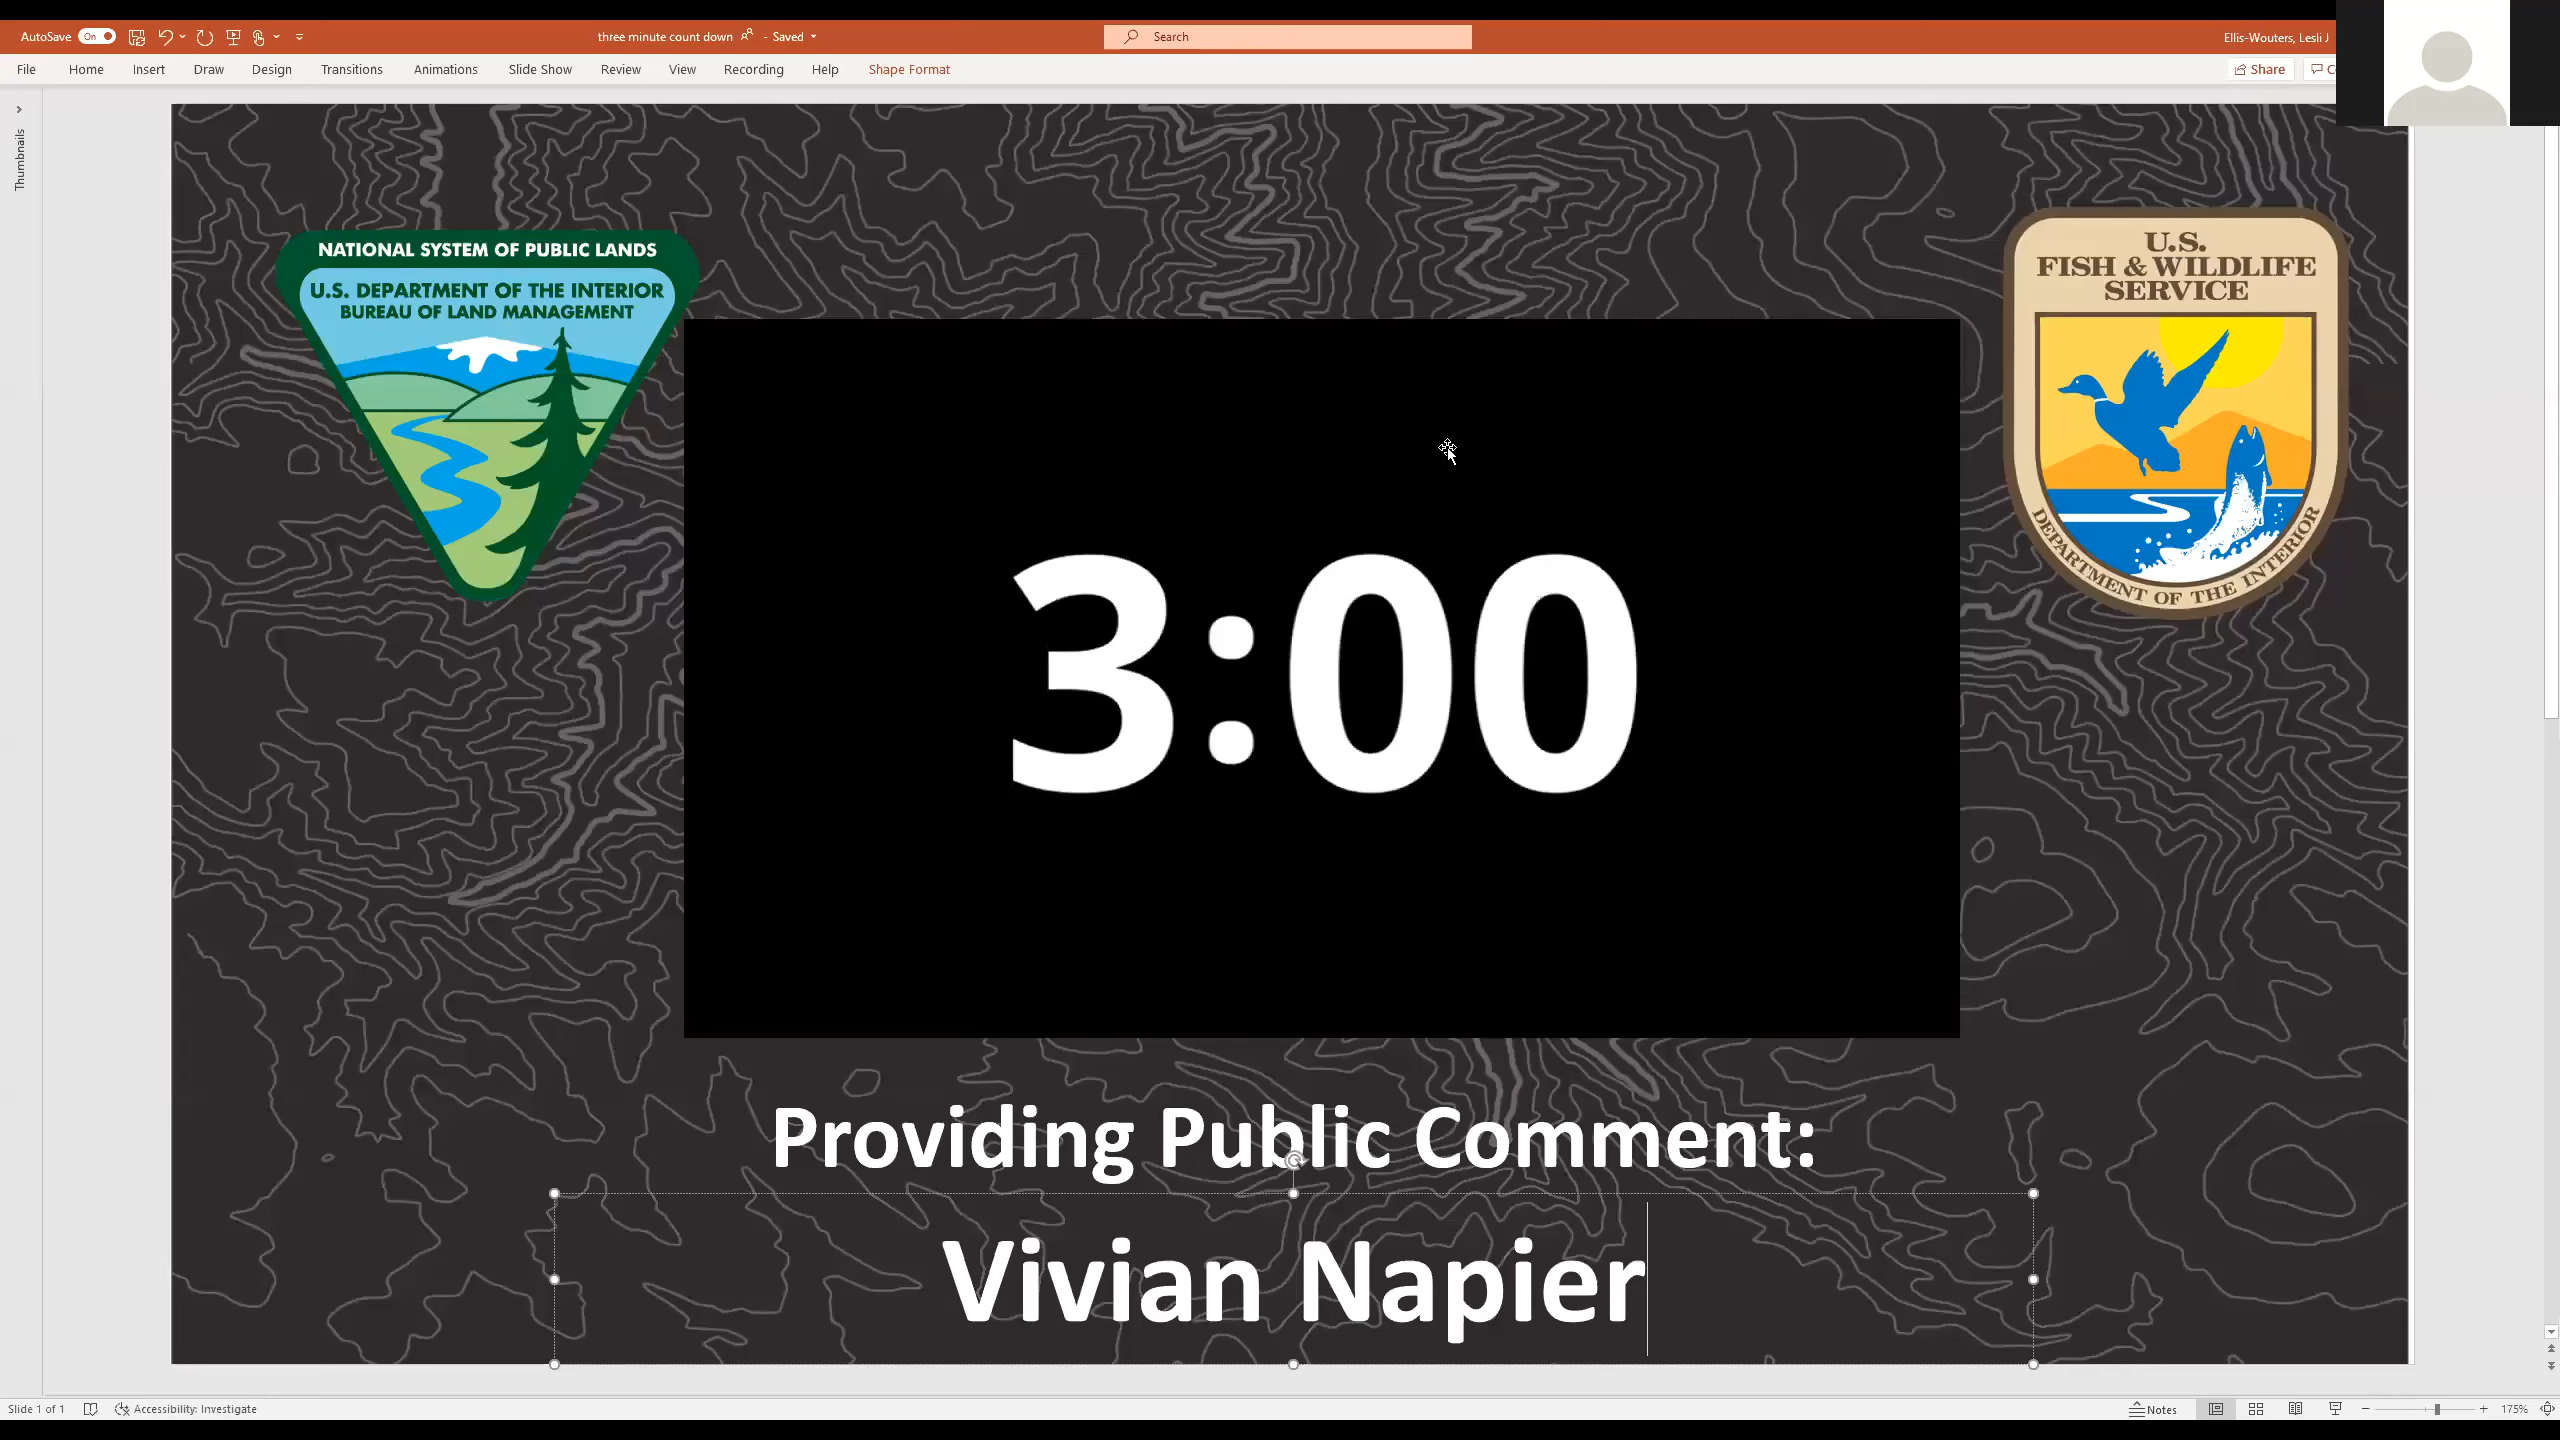 AutoSave On three minute count down - Saved Search Ellis-Wouters, Lesli J
File Home Insert Draw Design Transitions Animations Slide Show Review View Recording Help Shape Format Share
Thumbnails
NATIONAL SYSTEM OF PUBLIC LANDS
U.S. DEPARTMENT OF THE INTERIOR
BUREAU OF LAND MANAGEMENT
U.S.
FISH & WILDLIFE
SERVICE
DEPARTMENT OF THE INTERIOR
3:00
Providing Public Comment:
Vivian Napier
Slide 1 of 1 Accessibility: Investigate Notes 175%